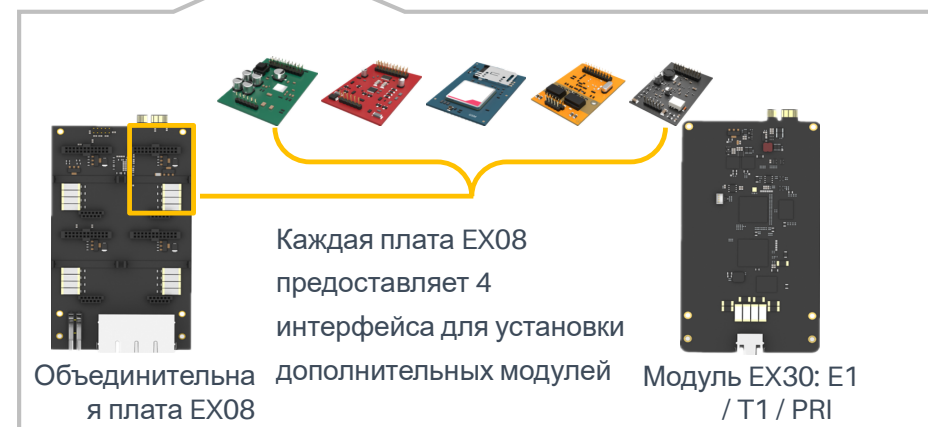 Каждая плата EX08
предоставляет 4
интерфейса для установки
дополнительных модулей
Объединительна
я плата EX08
Модуль EX30: E1
/ T1 / PRI